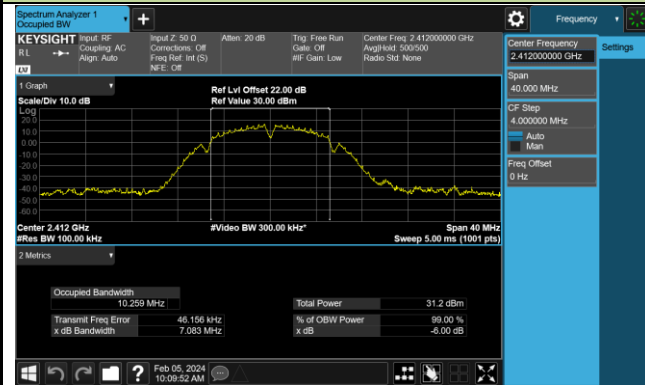 Spectrum Analyzer 1
Occupied BW
Frequency
KEYSIGHT
RL
LXI
Input: RF
Coupling: AC
Align: Auto
Input Z: 50 Ω
Corrections: Off
Freq Ref: Int (S)
NFE: Off
Atten: 20 dB
Trig: Free Run
Gate: Off
#IF Gain: Low
Center Freq: 2.412000000 GHz
Avg|Hold: 500/500
Radio Std: None
Center Frequency
2.412000000 GHz
Settings
Span
40.000 MHz
CF Step
4.000000 MHz
Auto
Man
Freq Offset
0 Hz
1 Graph
Scale/Div 10.0 dB
Ref Lvl Offset 22.00 dB
Ref Value 30.00 dBm
Log
20.0
10.0
0.00
-10.0
-20.0
-30.0
-40.0
-50.0
-60.0
Center 2.412 GHz
#Res BW 100.00 kHz
#Video BW 300.00 kHz*
Span 40 MHz
Sweep 5.00 ms (1001 pts)
2 Metrics
Occupied Bandwidth
10.259 MHz
Total Power 31.2 dBm
Transmit Freq Error 46.156 kHz
% of OBW Power 99.00 %
x dB Bandwidth 7.083 MHz
x dB -6.00 dB
?
Feb 05, 2024
10:09:52 AM